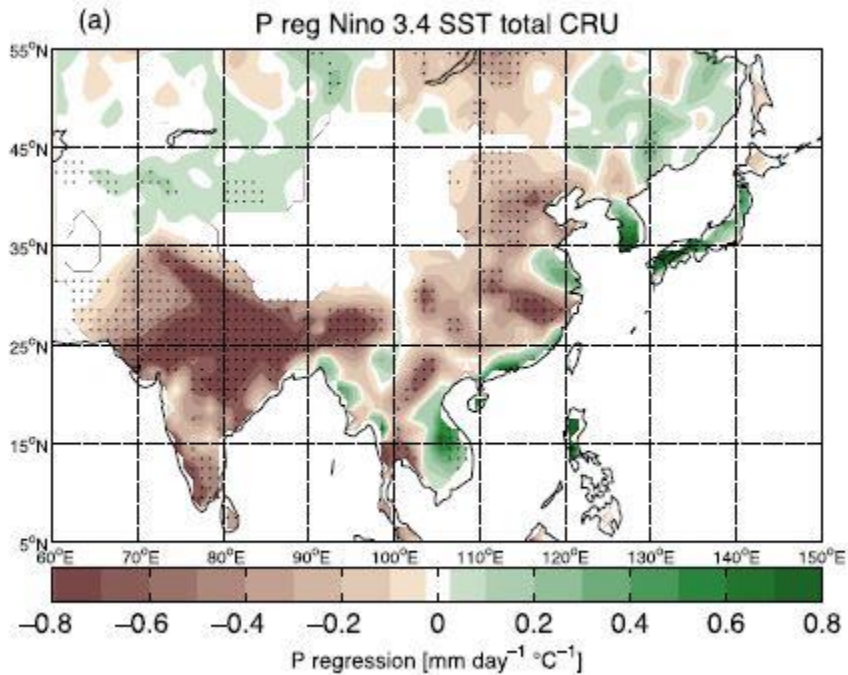 (a) P reg Nino 3.4 SST total CRU
55°N
45°N
35°N
25°N
15°N
5°N
60°E 70°E 80°E 90°E 100°E 110°E 120°E 130°E 140°E 150°E
−0.8 −0.6 −0.4 −0.2 0 0.2 0.4 0.6 0.8
P regression [mm day⁻¹ °C⁻¹]